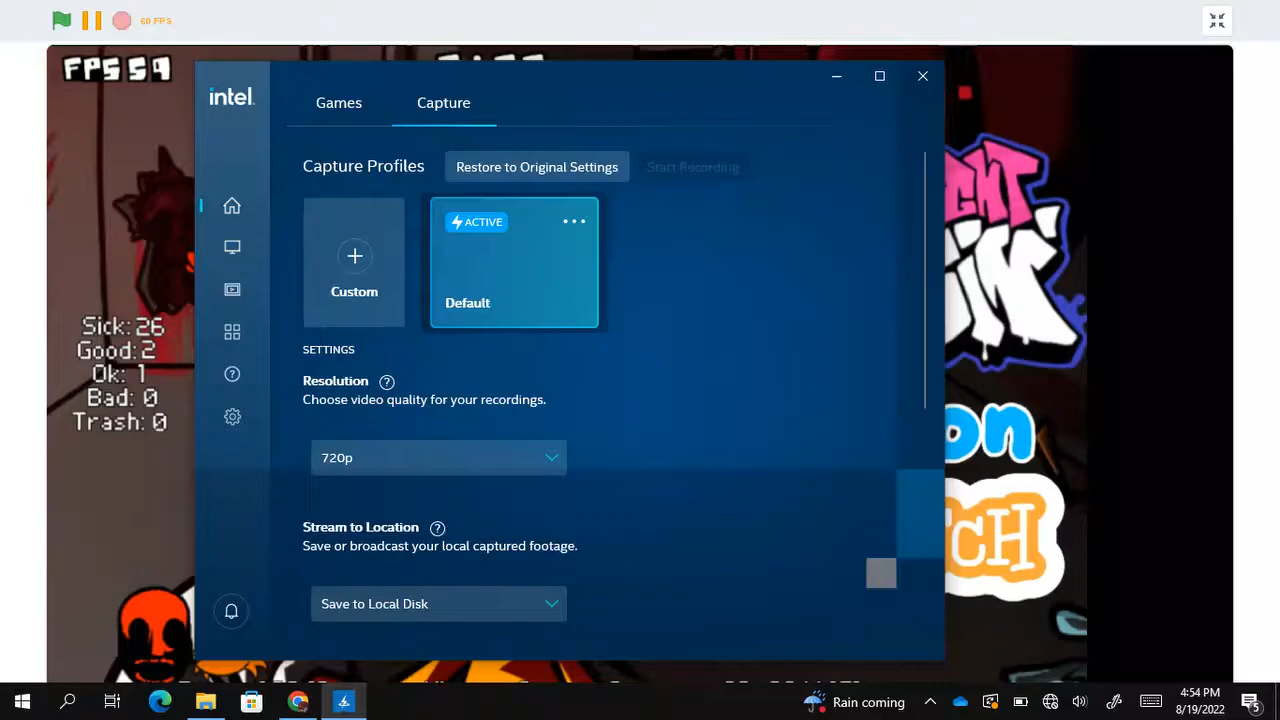 60 FPS
FPS 59
intel.
Games
Capture
Capture Profiles
Restore to Original Settings
Start Recording
ACTIVE
Custom
Default
SETTINGS
Resolution
Choose video quality for your recordings.
720p
Stream to Location
Save or broadcast your local captured footage.
Save to Local Disk
Sick: 26
Good: 2
Ok: 1
Bad: 0
Trash: 0
Rain coming
4:54 PM
8/19/2022
5